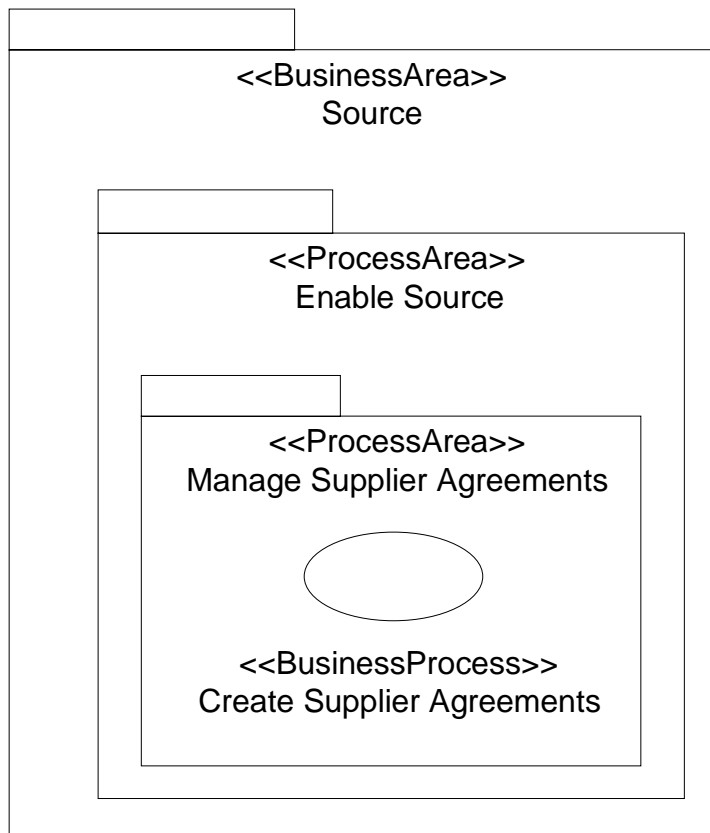 <<BusinessArea>>
Source
<<ProcessArea>>
Enable Source
<<ProcessArea>>
Manage Supplier Agreements
<<BusinessProcess>>
Create Supplier Agreements